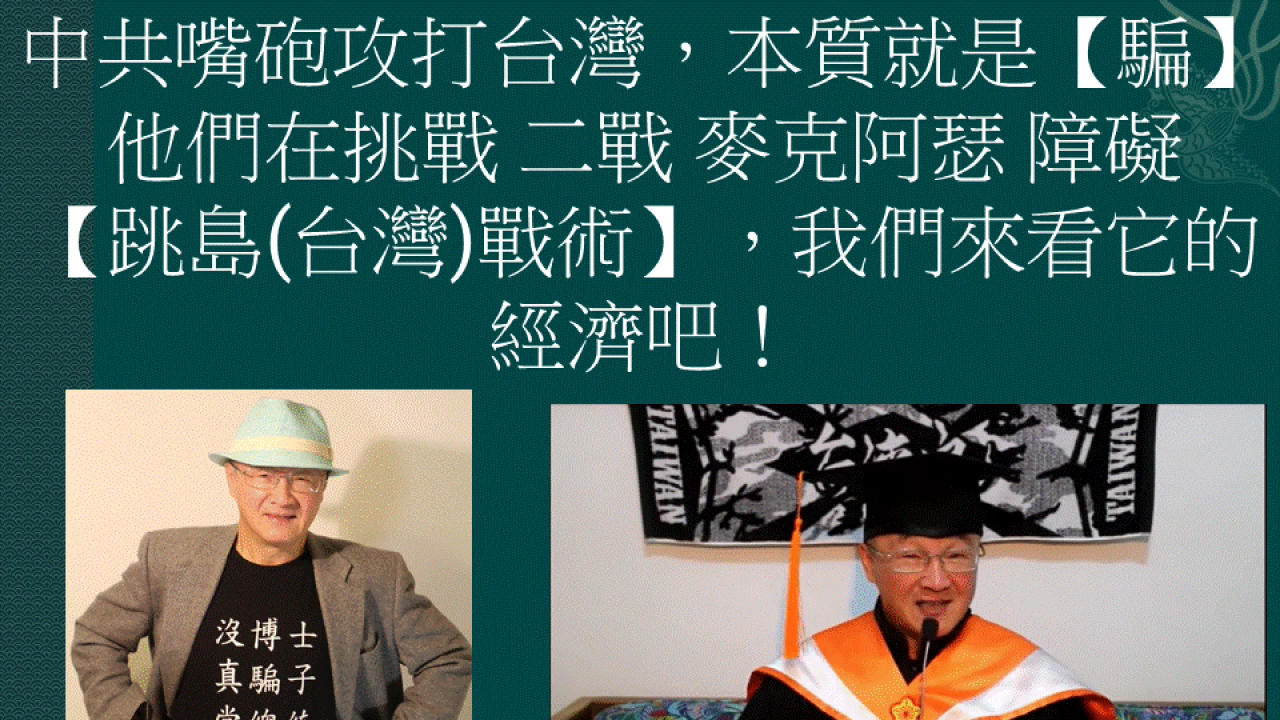 中共嘴砲攻打台灣，本質就是【騙】
他們在挑戰 二戰 麥克阿瑟 障礙
【跳島(台灣)戰術】，我們來看它的
經濟吧！
沒博士
真騙子
TAIWAN
TAIWAN